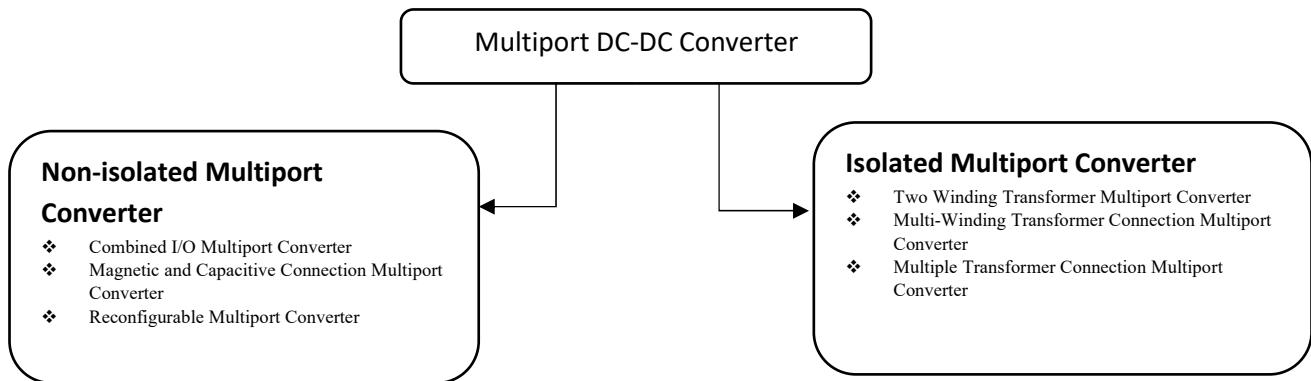 Multiport DC-DC Converter
Non-isolated Multiport
Converter
❖ Combined I/O Multiport Converter
❖ Magnetic and Capacitive Connection Multiport
Converter
❖ Reconfigurable Multiport Converter
Isolated Multiport Converter
❖ Two Winding Transformer Multiport Converter
❖ Multi-Winding Transformer Connection Multiport
Converter
❖ Multiple Transformer Connection Multiport
Converter